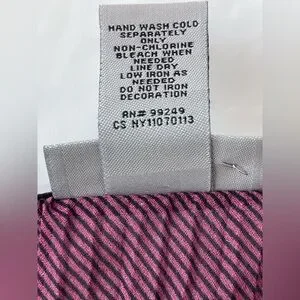 HAND WASH COLD
SEPARATELY
ONLY
NON-CHLORINE
BLEACH WHEN
NEEDED
LINE DRY
LOW IRON AS
NEEDED
DO NOT IRON
DECORATION
RN# 99249
CS NY11070113